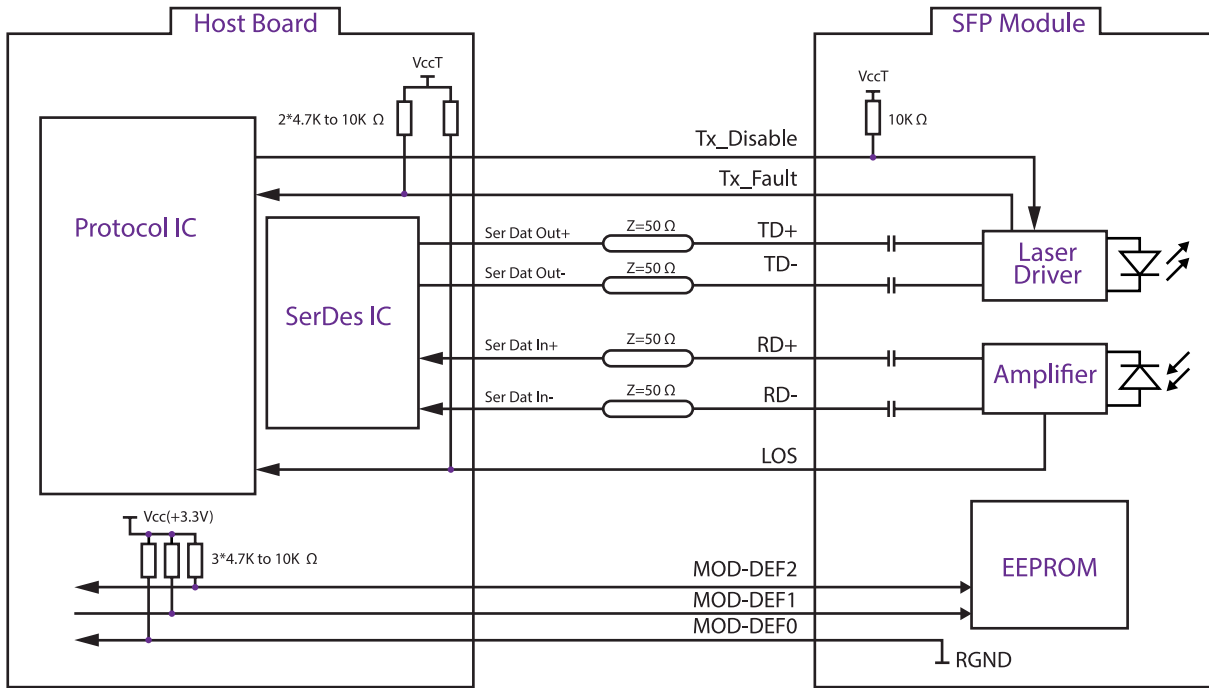 Host Board
SFP Module
VccT
VccT
2*4.7K to 10K Ω
10K Ω
Tx_Disable
Tx_Fault
Protocol IC
Ser Dat Out+
Z=50 Ω
TD+
Ser Dat Out-
Z=50 Ω
TD-
Laser
Driver
SerDes IC
Ser Dat In+
Z=50 Ω
RD+
Ser Dat In-
Z=50 Ω
RD-
Amplifier
LOS
Vcc(+3.3V)
3*4.7K to 10K Ω
MOD-DEF2
MOD-DEF1
MOD-DEF0
EEPROM
RGND